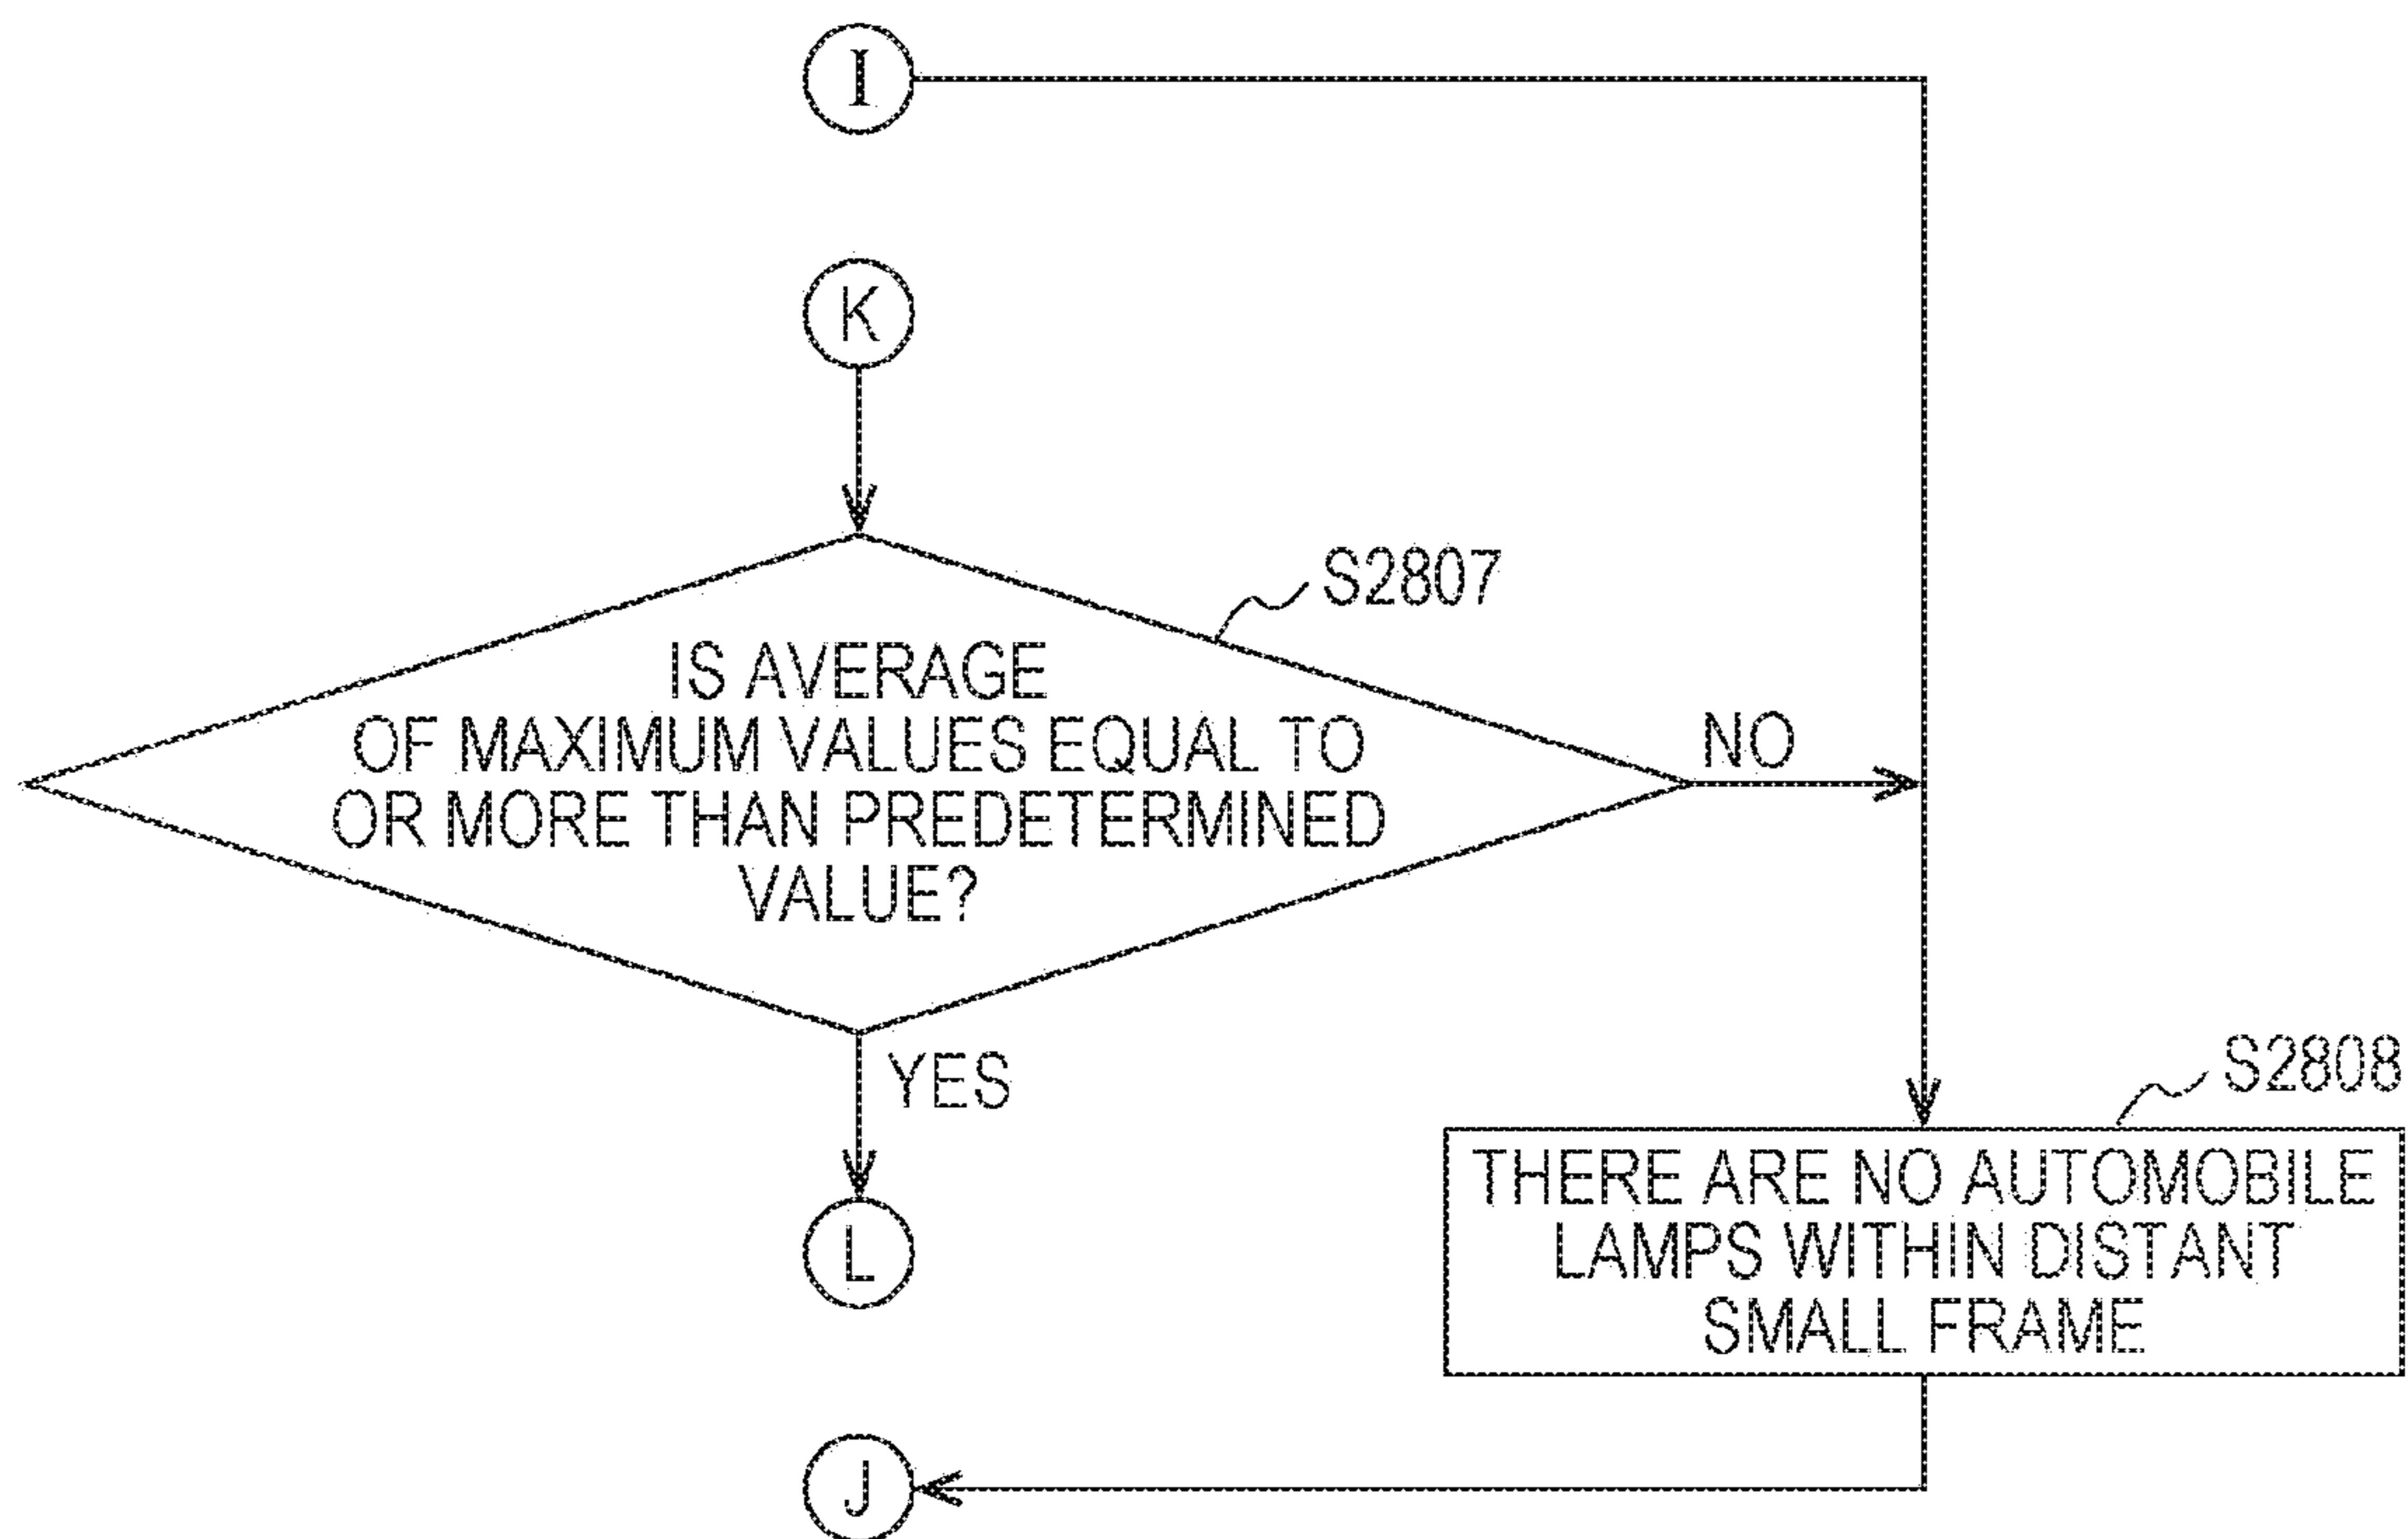 I
K
S2807
IS AVERAGE
OF MAXIMUM VALUES EQUAL TO
OR MORE THAN PREDETERMINED
VALUE?
NO
YES
S2808
THERE ARE NO AUTOMOBILE
LAMPS WITHIN DISTANT
SMALL FRAME
L
J